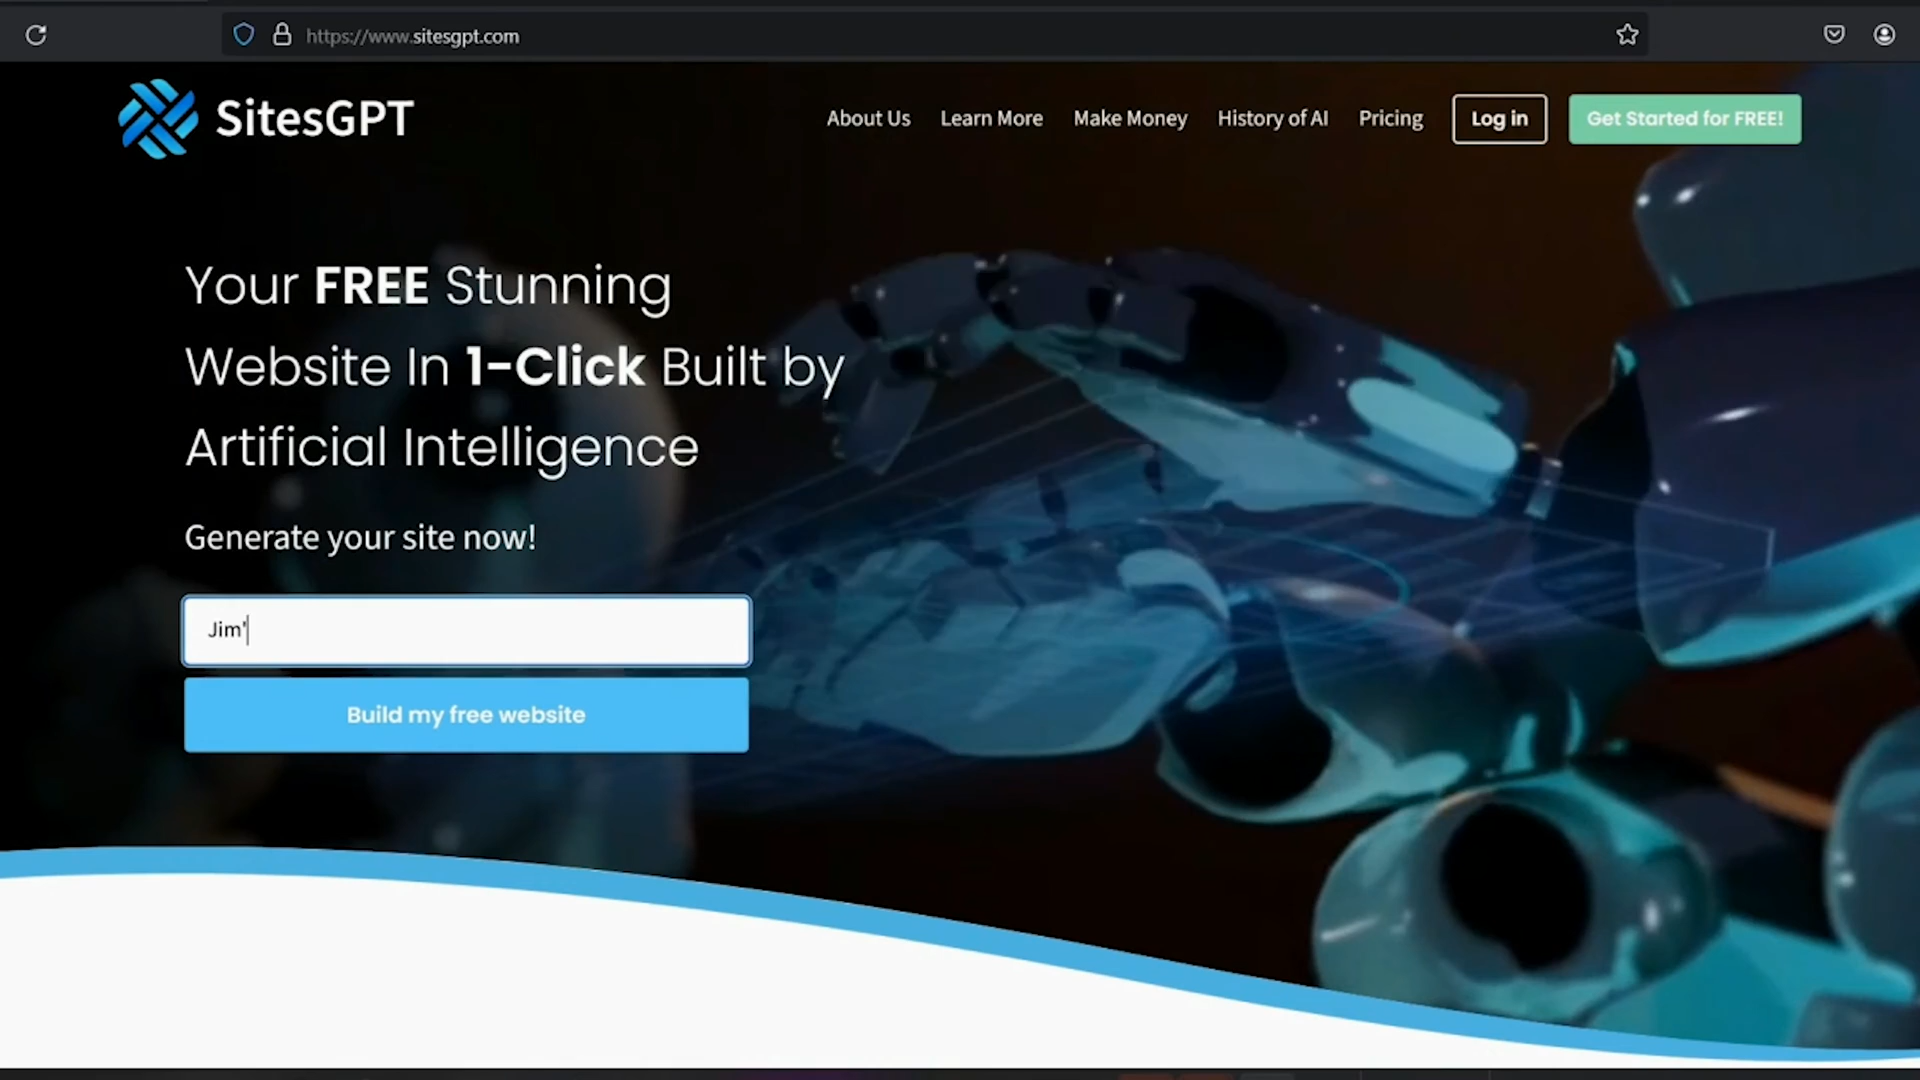 https://www.sitesgpt.com
SitesGPT
About Us
Learn More
Make Money
History of AI
Pricing
Log in
Get Started for FREE!
Your FREE Stunning
Website In 1-Click Built by
Artificial Intelligence
Generate your site now!
Jim'
Build my free website